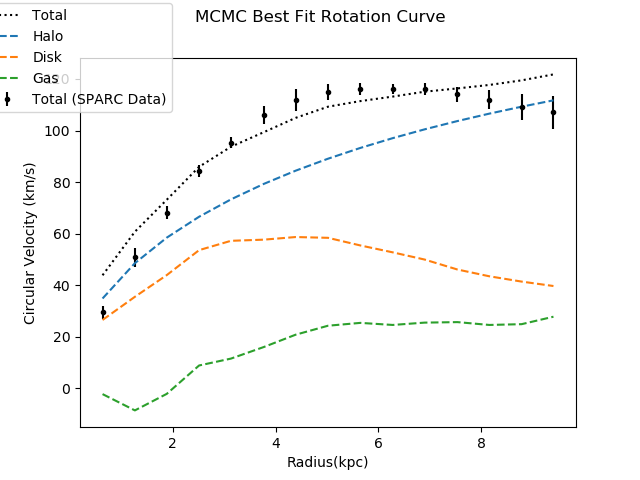 MCMC Best Fit Rotation Curve
Total
Halo
Disk
Gas
Total (SPARC Data)
120
100
80
60
40
20
0
Circular Velocity (km/s)
2
4
6
8
Radius(kpc)